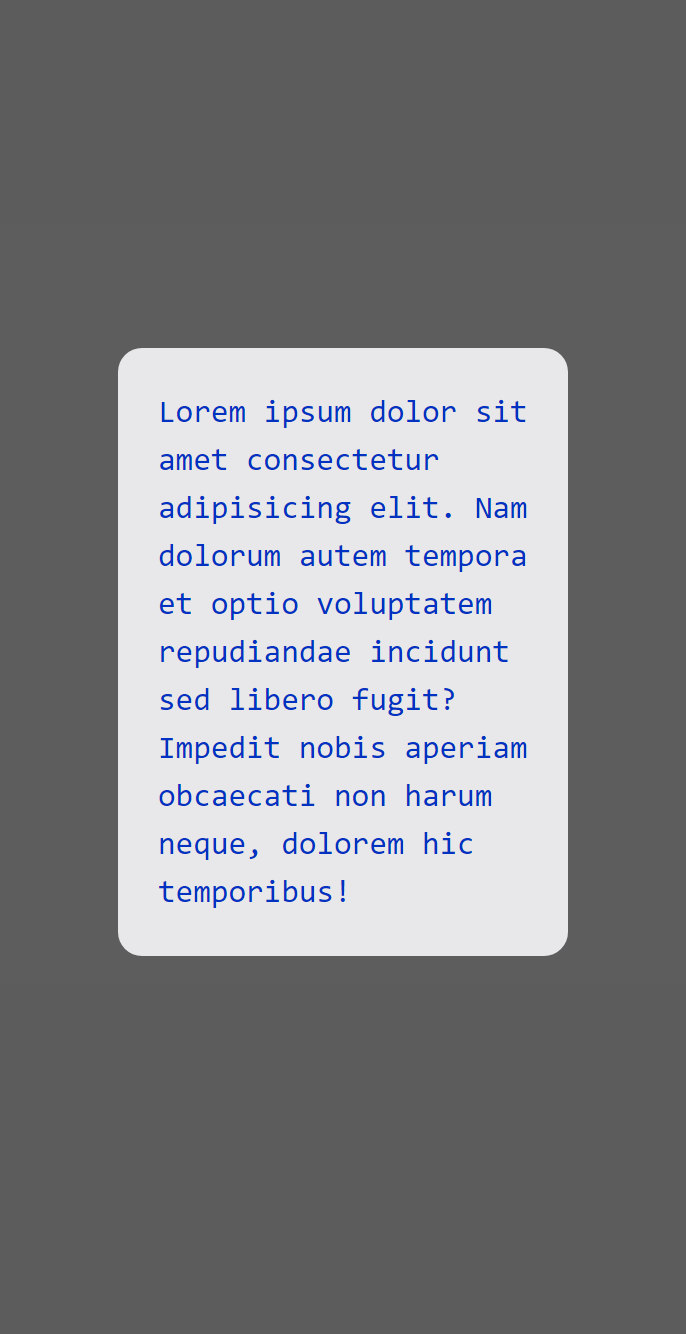 Lorem ipsum dolor sit
amet consectetur
adipisicing elit. Nam
dolorum autem tempora
et optio voluptatem
repudiandae incidunt
sed libero fugit?
Impedit nobis aperiam
obcaecati non harum
neque, dolorem hic
temporibus!